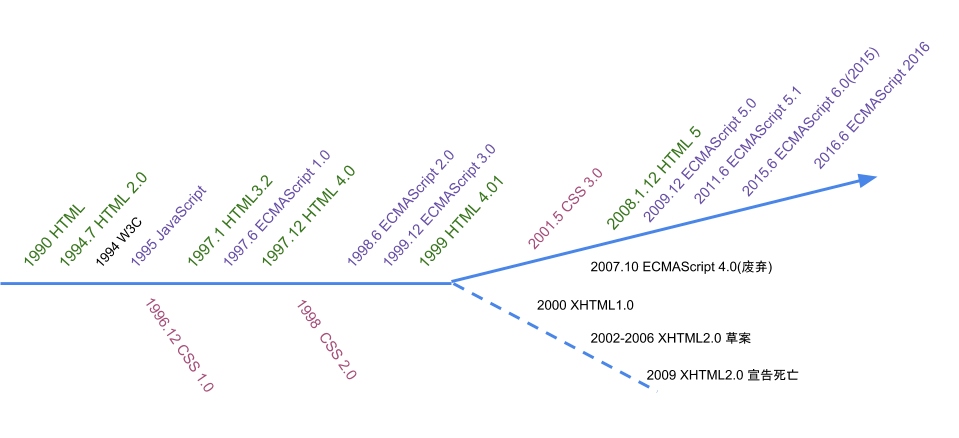 1990 HTML
1994.7 HTML 2.0
1994 W3C
1995 JavaScript
1996.12 CSS 1.0
1997.1 HTML3.2
1997.6 ECMAScript 1.0
1997.12 HTML 4.0
1998 CSS 2.0
1998.6 ECMAScript 2.0
1999.12 ECMAScript 3.0
1999 HTML 4.01
2001.5 CSS 3.0
2008.1.12 HTML 5
2009.12 ECMAScript 5.0
2011.6 ECMAScript 5.1
2015.6 ECMAScript 6.0(2015)
2016.6 ECMAScript 2016
2007.10 ECMAScript 4.0(废弃)
2000 XHTML1.0
2002-2006 XHTML2.0 草案
2009 XHTML2.0 宣告死亡